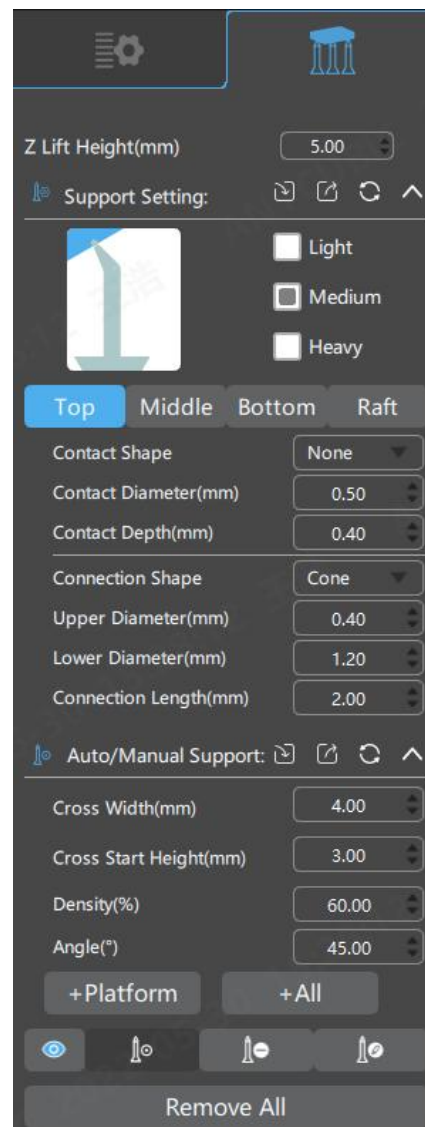 Z Lift Height(mm) 5.00
Support Setting:
Light
Medium
Heavy
Top Middle Bottom Raft
Contact Shape None
Contact Diameter(mm) 0.50
Contact Depth(mm) 0.40
Connection Shape Cone
Upper Diameter(mm) 0.40
Lower Diameter(mm) 1.20
Connection Length(mm) 2.00
Auto/Manual Support:
Cross Width(mm) 4.00
Cross Start Height(mm) 3.00
Density(%) 60.00
Angle(°) 45.00
+Platform +All
Remove All